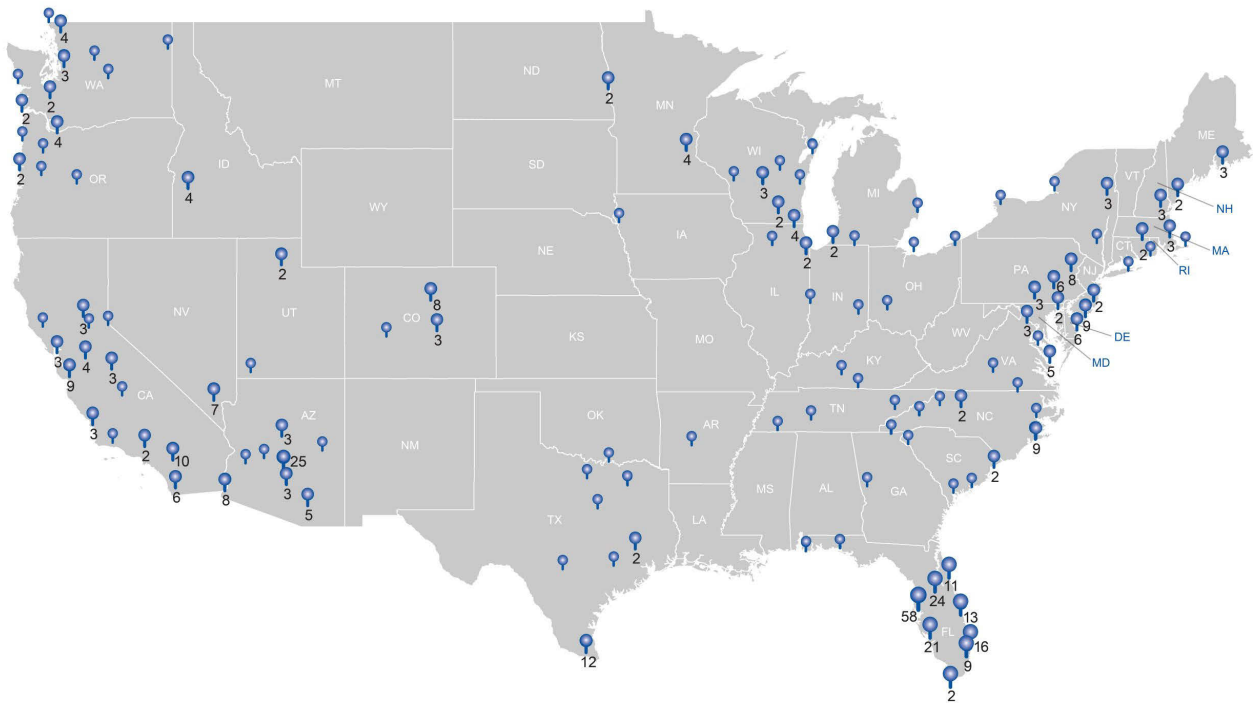 4
3
WA
2
2
4
2
OR
ID
4
MT
ND
2
MN
4
SD
WY
WI
3
2
4
2
MI
2
ME
3
VT
NH
2
3
NY
3
MA
3
2
CT
RI
PA
8
NJ
6
3
2
2
9
6
DE
3
MD
5
NE
IA
IL
IN
OH
WV
VA
KY
2
UT
NV
8
CO
3
KS
MO
3
3
4
9
3
CA
7
3
2
10
6
8
AZ
3
25
3
5
NM
OK
AR
TN
2
NC
9
SC
2
MS
AL
GA
TX
LA
2
12
11
24
58
13
FL
21
16
9
2